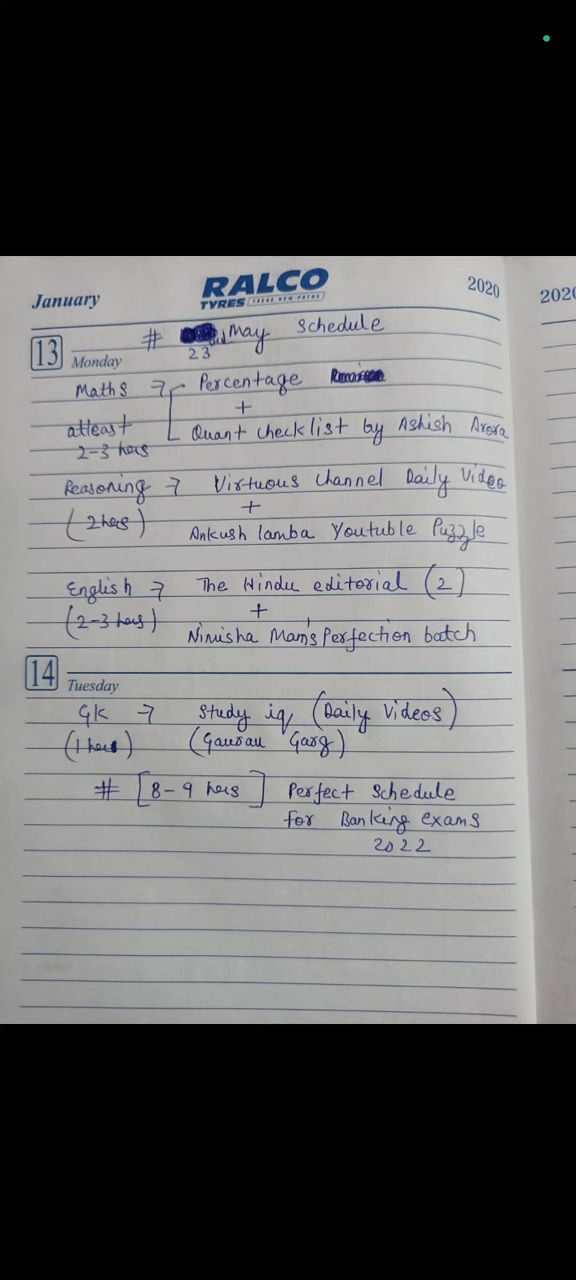 January RALCO 2020 2020
TYRES
13 Monday # May Schedule
23
Maths → Percentage
+
atleast Quant checklist by Ashish Arora
2-3 hrs
Reasoning → Virtuous Channel Daily Video
+
(2 hrs) Ankush lamba Youtuble Puzzle
English → The Hindu editorial (2)
(2-3 hrs) +
Nimisha Mam's Perfection batch
14 Tuesday
GK → Study iq (Daily Videos)
(1 hrs) (Gaurav Garg)
# [8-9 hrs] Perfect Schedule
for Banking exams
2022